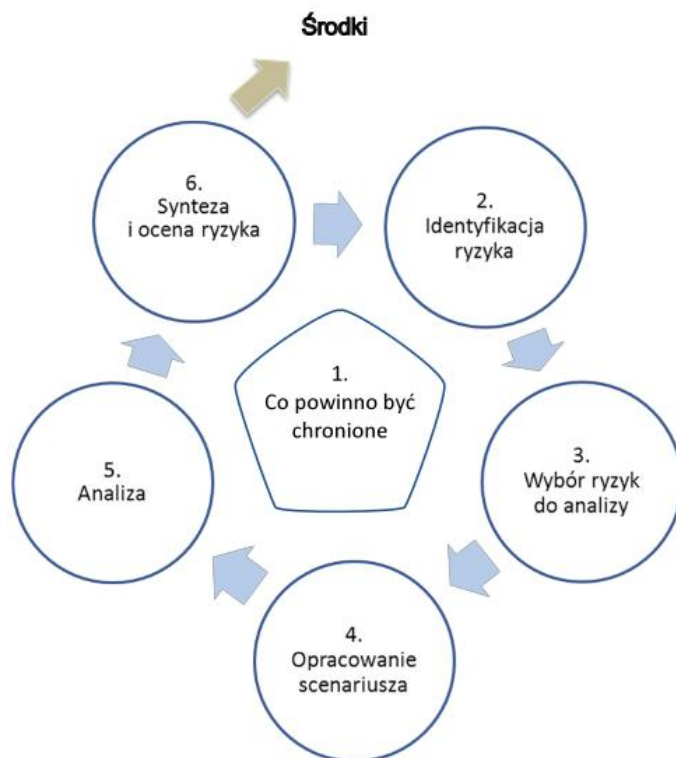 Środki
6.
Synteza
i ocena ryzyka
2.
Identyfikacja
ryzyka
1.
Co powinno być
chronione
5.
Analiza
3.
Wybór ryzyk
do analizy
4.
Opracowanie
scenariusza